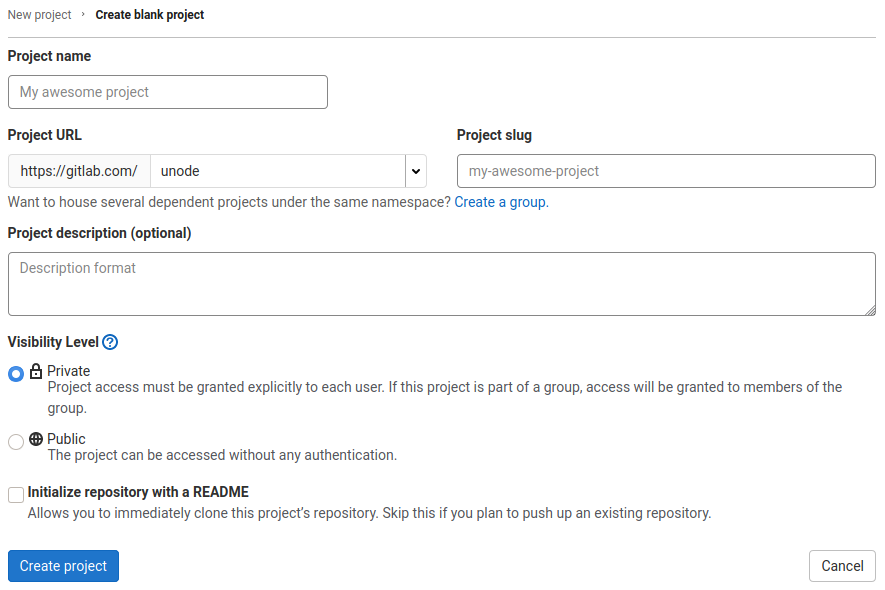 New project › Create blank project
Project name
My awesome project
Project URL
Project slug
https://gitlab.com/ unode
my-awesome-project
Want to house several dependent projects under the same namespace? Create a group.
Project description (optional)
Description format
Visibility Level ?
Private
Project access must be granted explicitly to each user. If this project is part of a group, access will be granted to members of the
group.
Public
The project can be accessed without any authentication.
Initialize repository with a README
Allows you to immediately clone this project’s repository. Skip this if you plan to push up an existing repository.
Create project
Cancel